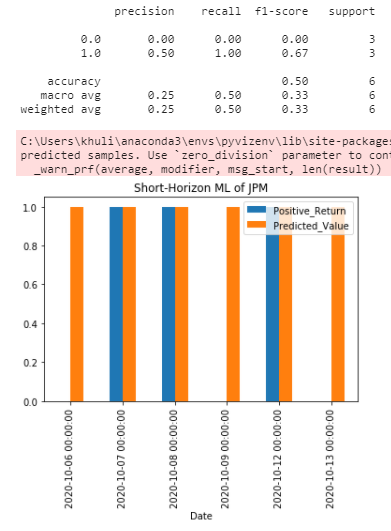 precision recall f1-score support
0.0 0.00 0.00 0.00 3
1.0 0.50 1.00 0.67 3
accuracy 0.50 6
macro avg 0.25 0.50 0.33 6
weighted avg 0.25 0.50 0.33 6
C:\Users\khuli\anaconda3\envs\pyvizenv\lib\site-packages
predicted samples. Use `zero_division` parameter to cont
_warn_prf(average, modifier, msg_start, len(result))
Short-Horizon ML of JPM
Positive_Return
Predicted_Value
1.0
0.8
0.6
0.4
0.2
0.0
2020-10-06 00:00:00
2020-10-07 00:00:00
2020-10-08 00:00:00
2020-10-09 00:00:00
2020-10-12 00:00:00
2020-10-13 00:00:00
Date